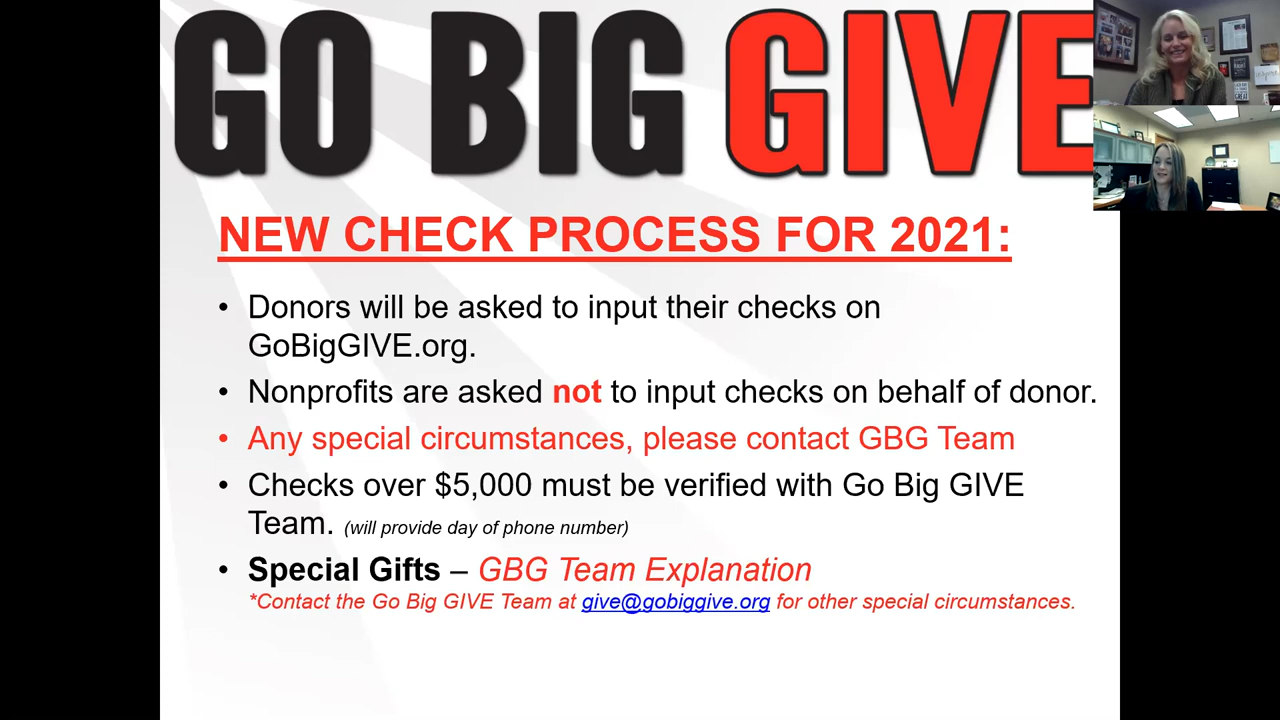 GO BIG GIVE
NEW CHECK PROCESS FOR 2021:
• Donors will be asked to input their checks on
GoBigGIVE.org.
• Nonprofits are asked not to input checks on behalf of donor.
• Any special circumstances, please contact GBG Team
• Checks over $5,000 must be verified with Go Big GIVE
Team. (will provide day of phone number)
• Special Gifts – GBG Team Explanation
*Contact the Go Big GIVE Team at give@gobiggive.org for other special circumstances.